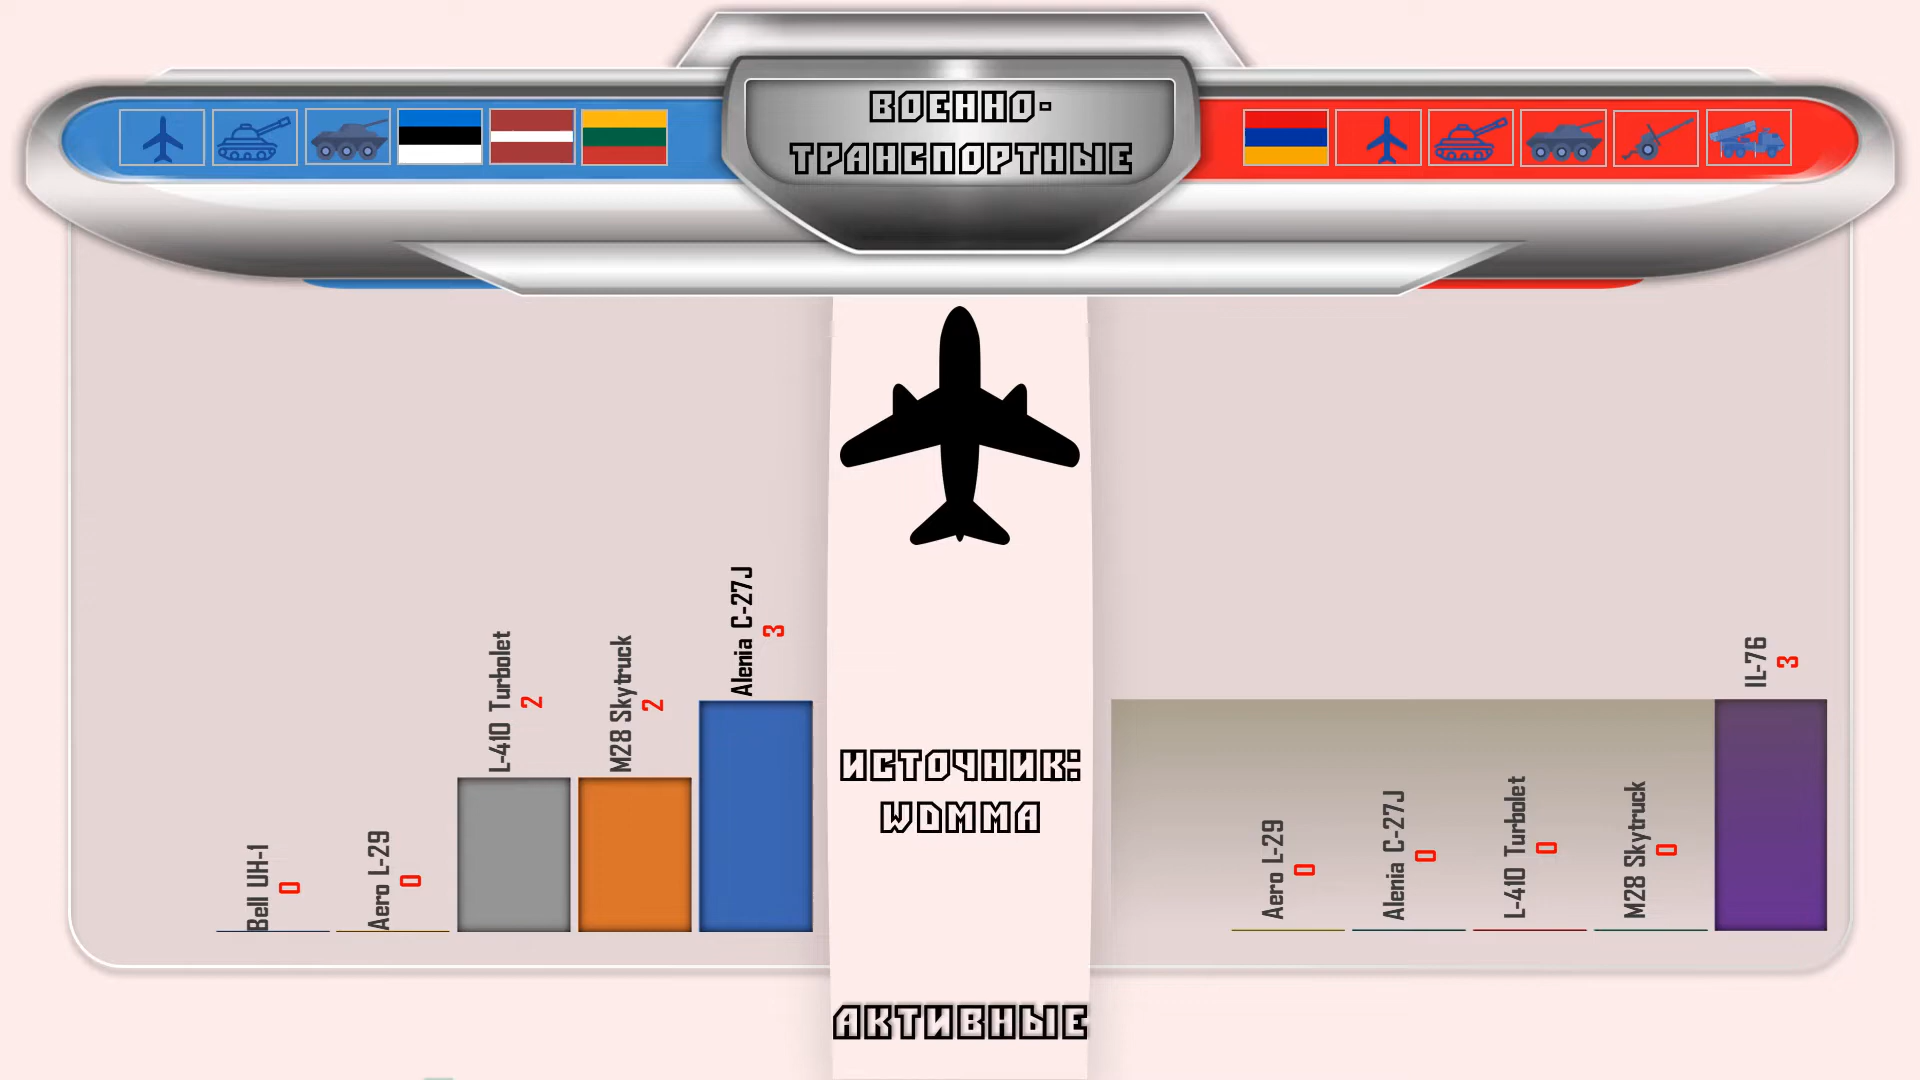 ВОЕННО-
ТРАНСПОРТНЫЕ
Bell UH-1
0
Aero L-29
0
L-410 Turbolet
2
M28 Skytruck
2
Alenia C-27J
3
ИСТОЧНИК:
WDMMA
АКТИВНЫЕ
Aero L-29
0
Alenia C-27J
0
L-410 Turbolet
0
M28 Skytruck
0
IL-76
3